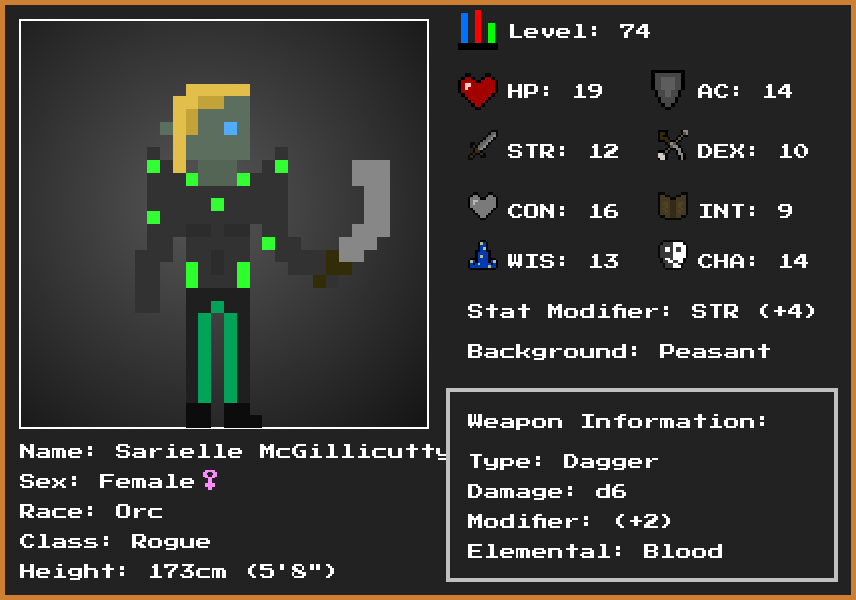 Level: 74
HP: 19 AC: 14
STR: 12 DEX: 10
CON: 16 INT: 9
WIS: 13 CHA: 14
Stat Modifier: STR (+4)
Background: Peasant
Name: Sarielle McGillicutty
Sex: Female♀
Race: Orc
Class: Rogue
Height: 173cm (5'8")
Weapon Information:
Type: Dagger
Damage: d6
Modifier: (+2)
Elemental: Blood